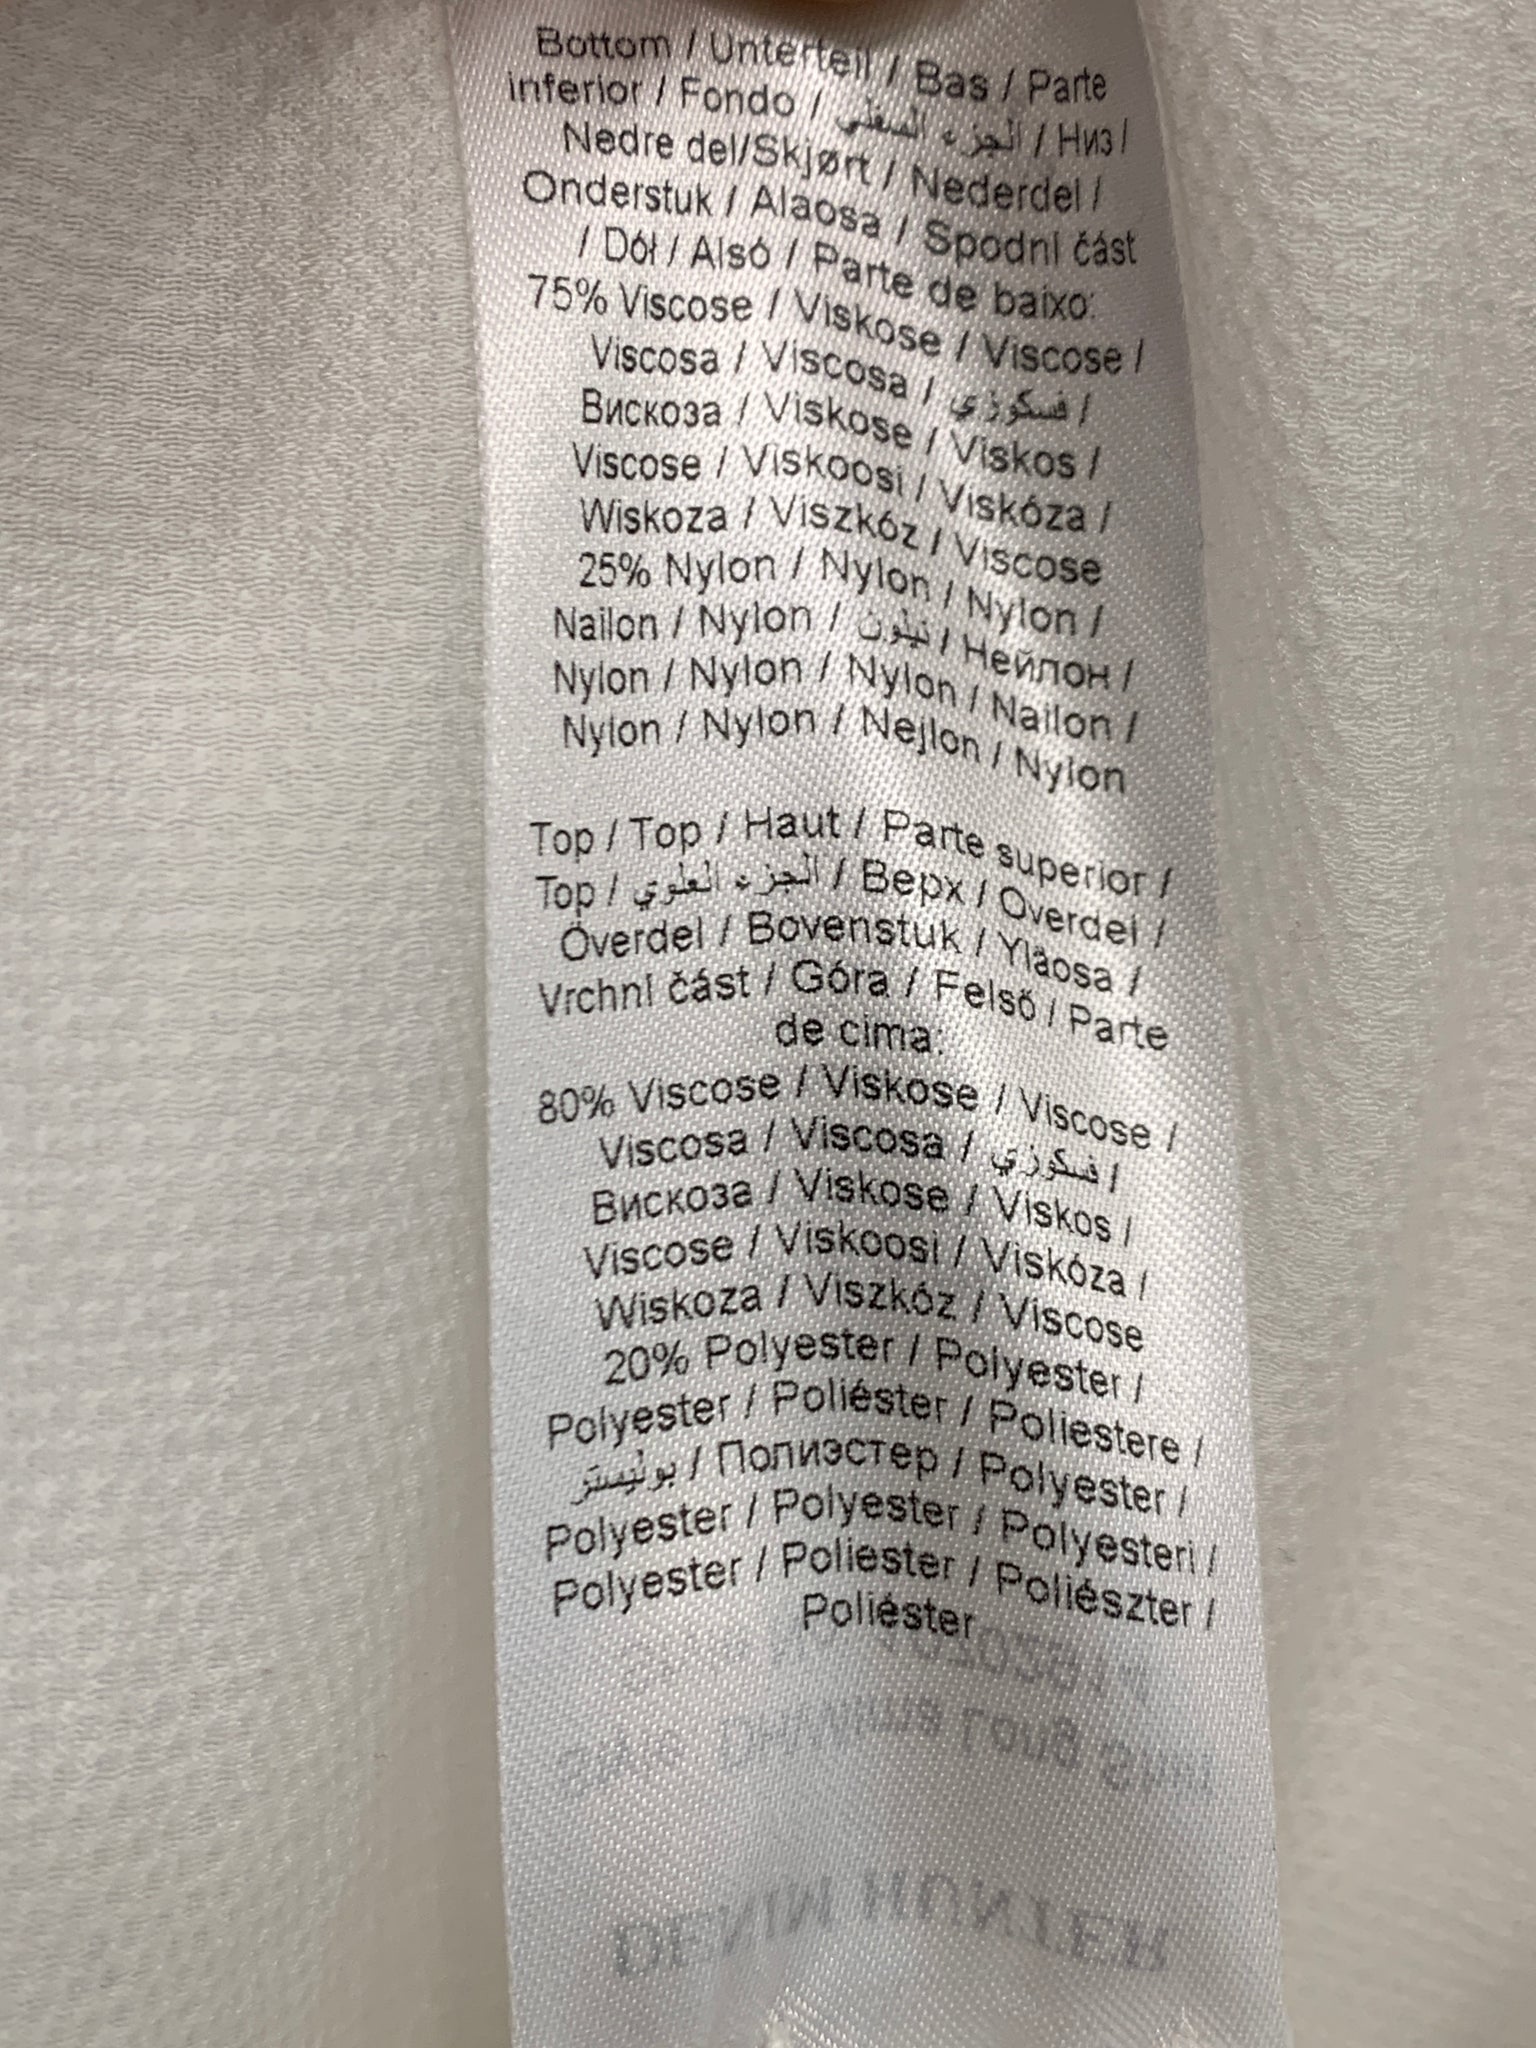 Bottom / Unterteil / Bas / Parte
inferior / Fondo / الجزء السفلي / Низ /
Nedre del/Skjørt / Nederdel /
Onderstuk / Alaosa / Spodní část
/ Dół / Alsó / Parte de baixo:
75% Viscose / Viskose / Viscose /
Viscosa / Viscosa / فسكوزي /
Вискоза / Viskose / Viskos /
Viscose / Viskoosi / Viskóza /
Wiskoza / Viszkóz / Viscose
25% Nylon / Nylon / Nylon /
Nailon / Nylon / نيلون / Нейлон /
Nylon / Nylon / Nylon / Nailon /
Nylon / Nylon / Nejlon / Nylon
Top / Top / Haut / Parte superior /
Top / الجزء العلوي / Верх / Overdel /
Överdel / Bovenstuk / Yläosa /
Vrchní část / Góra / Felső / Parte
de cima:
80% Viscose / Viskose / Viscose /
Viscosa / Viscosa / فسكوزي /
Вискоза / Viskose / Viskos /
Viscose / Viskoosi / Viskóza /
Wiskoza / Viszkóz / Viscose
20% Polyester / Polyester /
Polyester / Poliéster / Poliestere /
بوليستر / Полиэстер / Polyester /
Polyester / Polyester / Polyesteri /
Polyester / Poliester / Poliészter /
Poliéster
Long
DENIM HUNTER